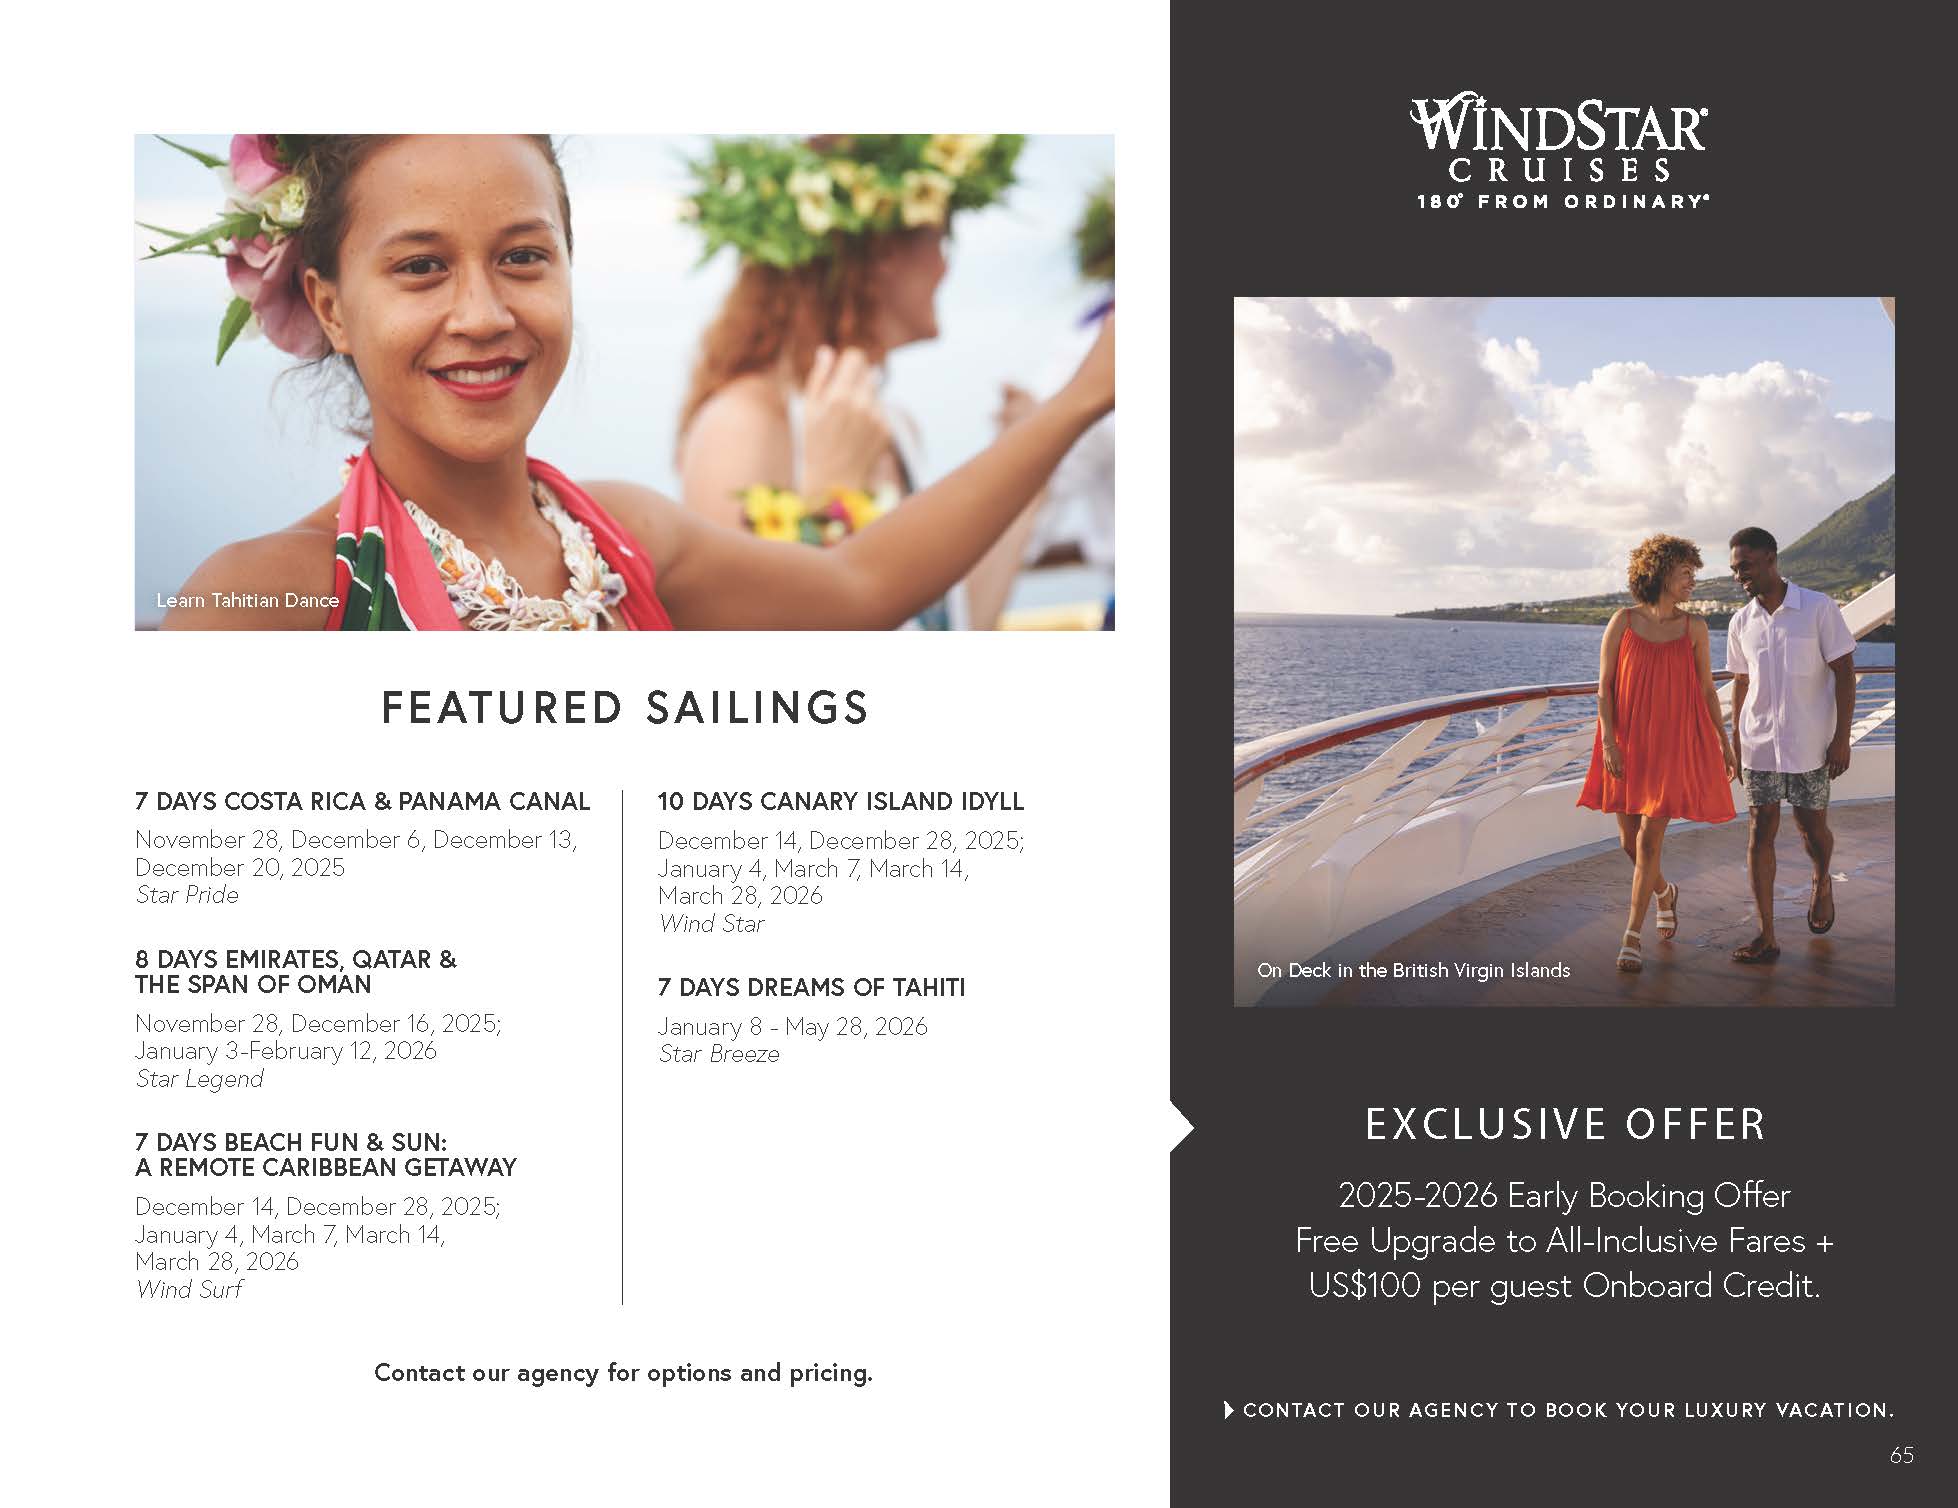 Learn Tahitian Dance
FEATURED SAILINGS
7 DAYS COSTA RICA & PANAMA CANAL
November 28, December 6, December 13,
December 20, 2025
Star Pride
8 DAYS EMIRATES, QATAR &
THE SPAN OF OMAN
November 28, December 16, 2025;
January 3-February 12, 2026
Star Legend
7 DAYS BEACH FUN & SUN:
A REMOTE CARIBBEAN GETAWAY
December 14, December 28, 2025;
January 4, March 7, March 14,
March 28, 2026
Wind Surf
10 DAYS CANARY ISLAND IDYLL
December 14, December 28, 2025;
January 4, March 7, March 14,
March 28, 2026
Wind Star
7 DAYS DREAMS OF TAHITI
January 8 - May 28, 2026
Star Breeze
Contact our agency for options and pricing.
WINDSTAR®
CRUISES
180° FROM ORDINARY®
On Deck in the British Virgin Islands
EXCLUSIVE OFFER
2025-2026 Early Booking Offer
Free Upgrade to All-Inclusive Fares +
US$100 per guest Onboard Credit.
CONTACT OUR AGENCY TO BOOK YOUR LUXURY VACATION.
65